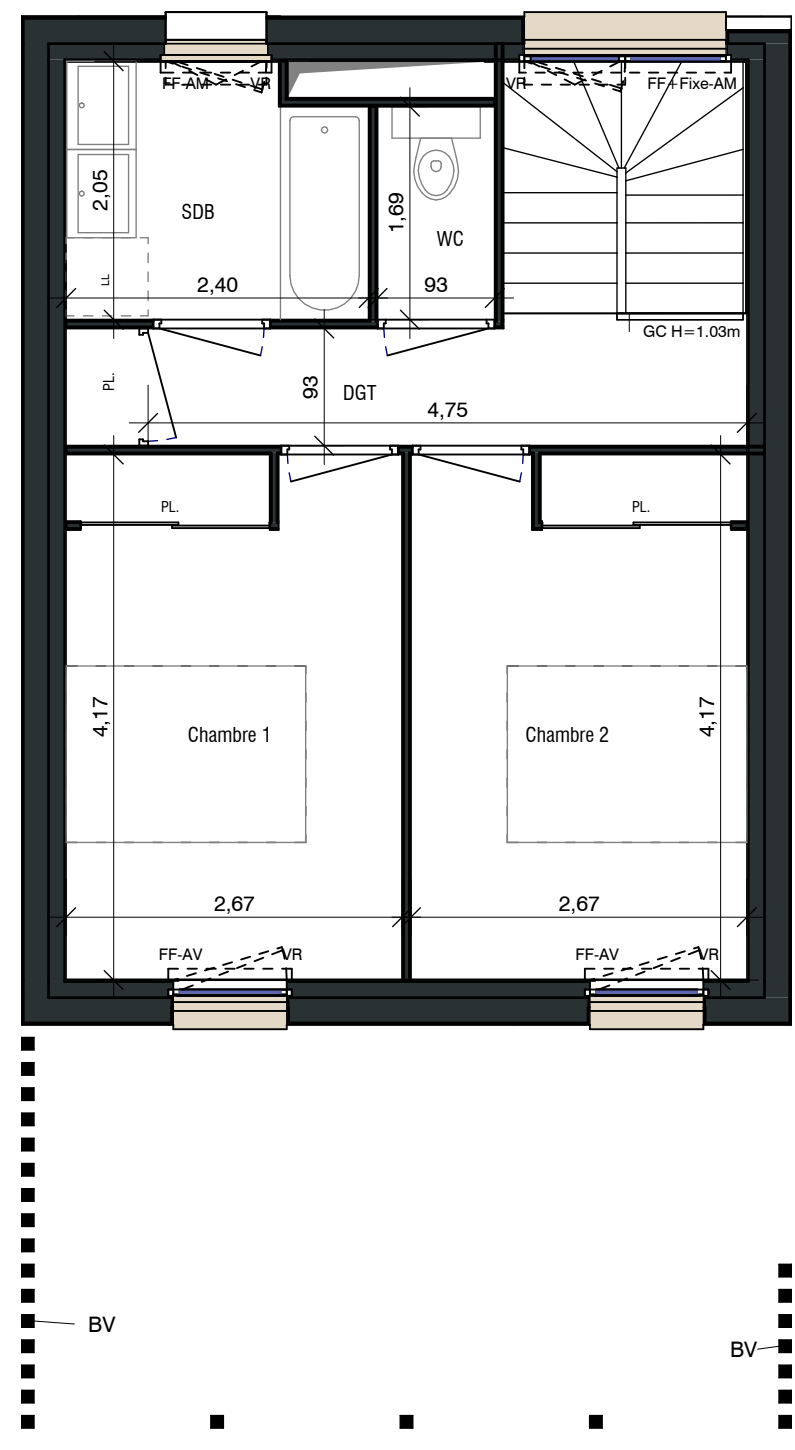 FF-AM
VR
VR
FF+Fixe-AM
2,05
SDB
1,69
WC
LL
2,40
93
GC H=1.03m
PL.
93
DGT
4,75
PL.
PL.
4,17
Chambre 1
Chambre 2
4,17
2,67
2,67
FF-AV
VR
FF-AV
VR
BV
BV